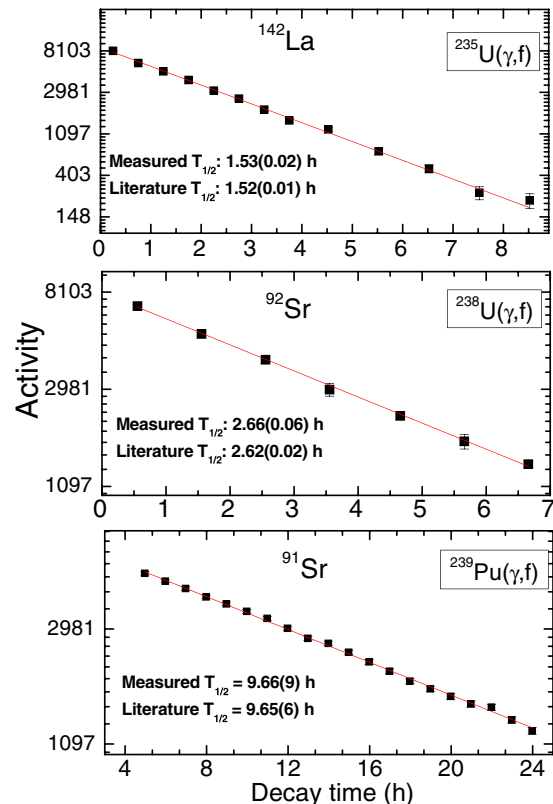 ¹⁴²La
²³⁵U(γ,f)
8103
2981
1097
403
148
Measured T₁/₂: 1.53(0.02) h
Literature T₁/₂: 1.52(0.01) h
0 1 2 3 4 5 6 7 8
⁹²Sr
²³⁸U(γ,f)
8103
2981
1097
Measured T₁/₂: 2.66(0.06) h
Literature T₁/₂: 2.62(0.02) h
0 1 2 3 4 5 6 7
Activity
⁹¹Sr
²³⁹Pu(γ,f)
2981
1097
Measured T₁/₂ = 9.66(9) h
Literature T₁/₂ = 9.65(6) h
4 8 12 16 20 24
Decay time (h)